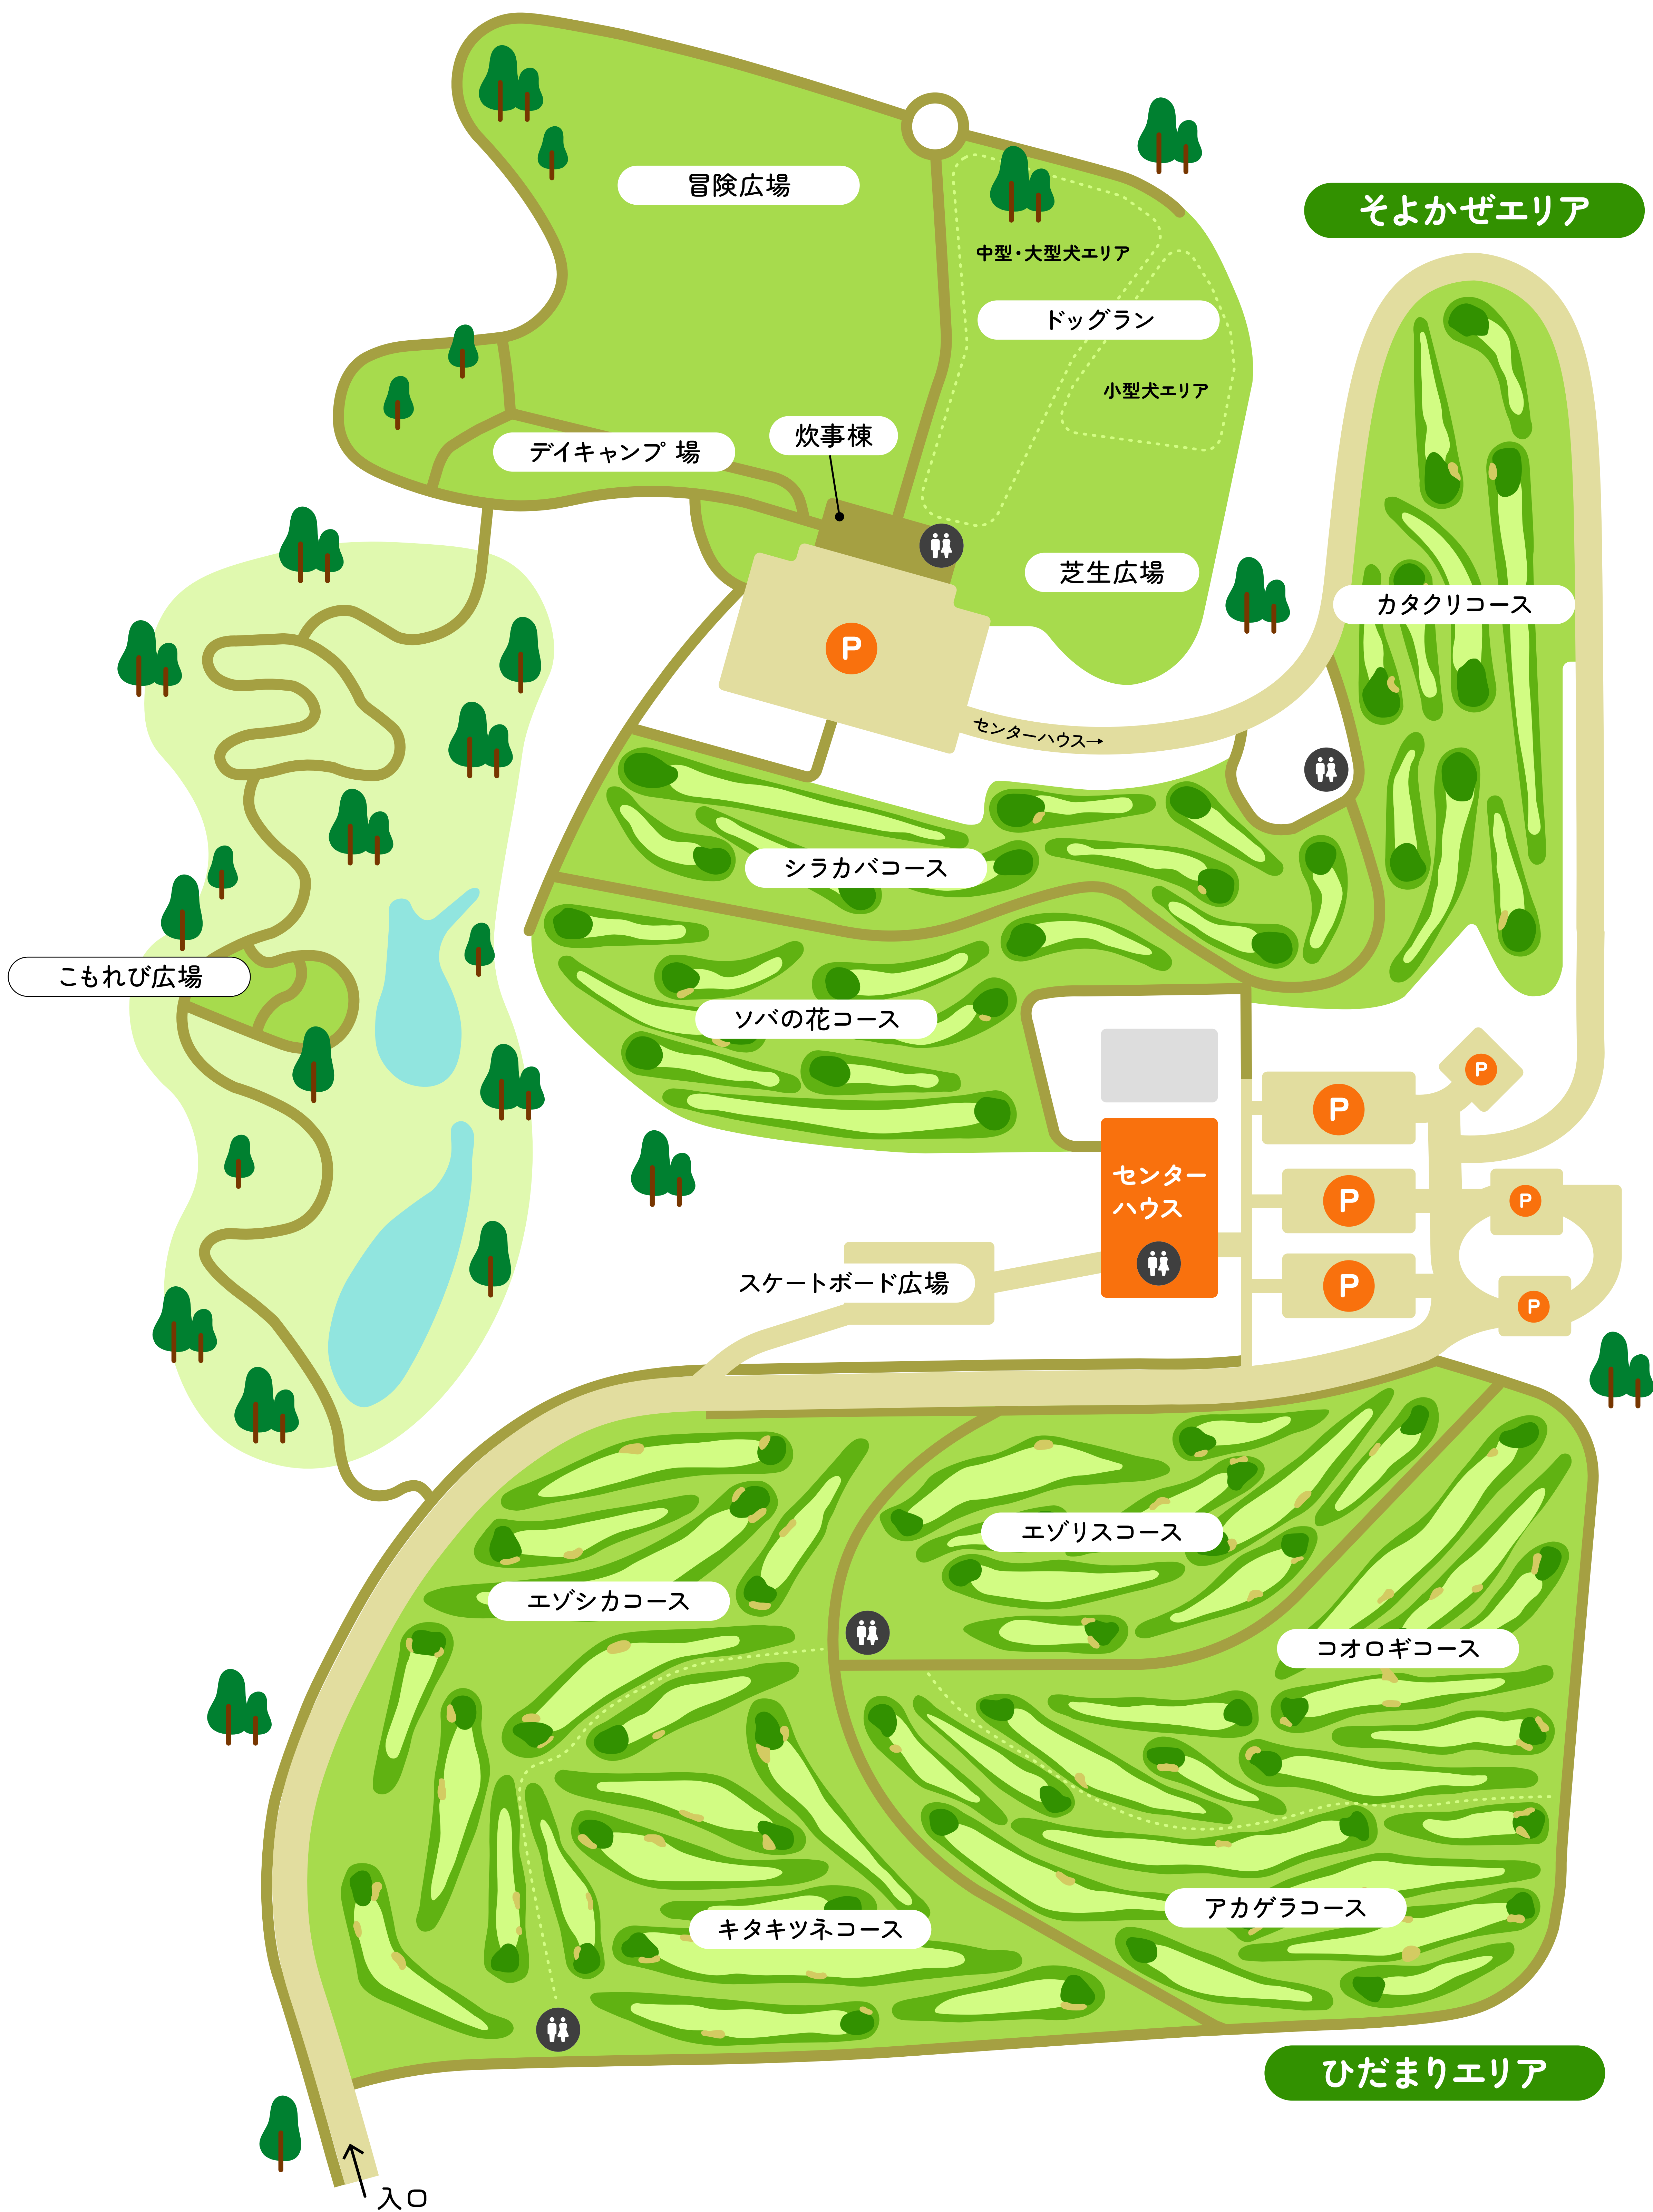 冒険広場
そよかぜエリア
中型・大型犬エリア
ドッグラン
小型犬エリア
炊事棟
デイキャンプ 場
芝生広場
カタクリコース
P
センターハウス→
シラカバコース
こもれび広場
ソバの花コース
P
P
センター
ハウス
P
P
スケートボード広場
P
P
エゾリスコース
エゾシカコース
コオロギコース
アカゲラコース
キタキツネコース
ひだまりエリア
入口